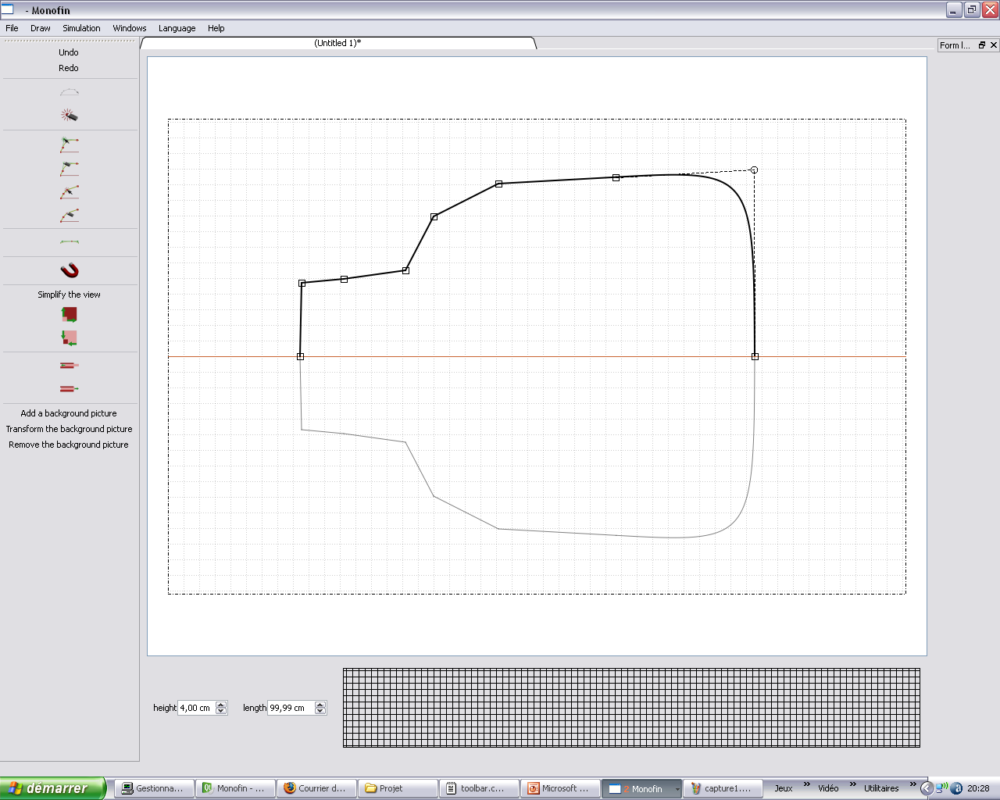 - Monofin
File Draw Simulation Windows Language Help
(Untitled 1)*
Form l...
Undo
Redo
Simplify the view
Add a background picture
Transform the background picture
Remove the background picture
height 4,00 cm length 99,99 cm
démarrer Gestionna... Monofin - ... Courrier d... Projet toolbar.c... Microsoft ... 2 Monofin capture1.... Jeux » Vidéo » Utilitaires » 20:28